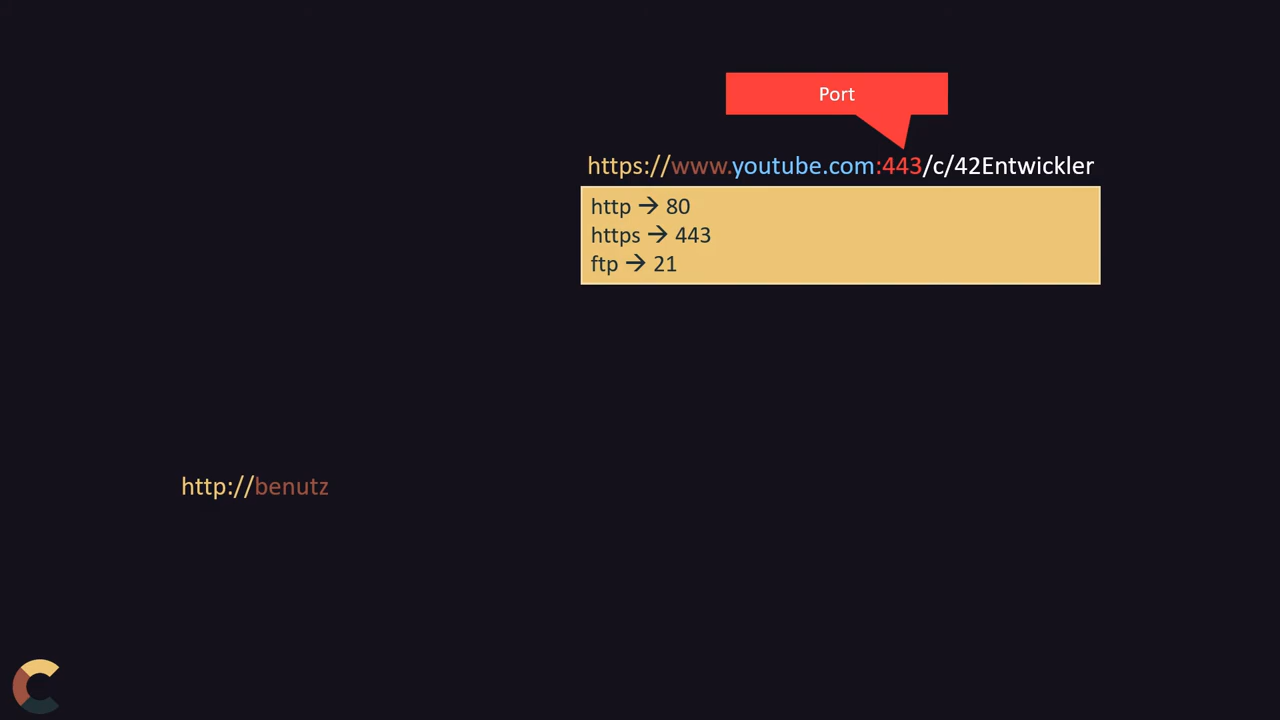 Port
https://www.youtube.com:443/c/42Entwickler
http → 80
https → 443
ftp → 21
http://benutz